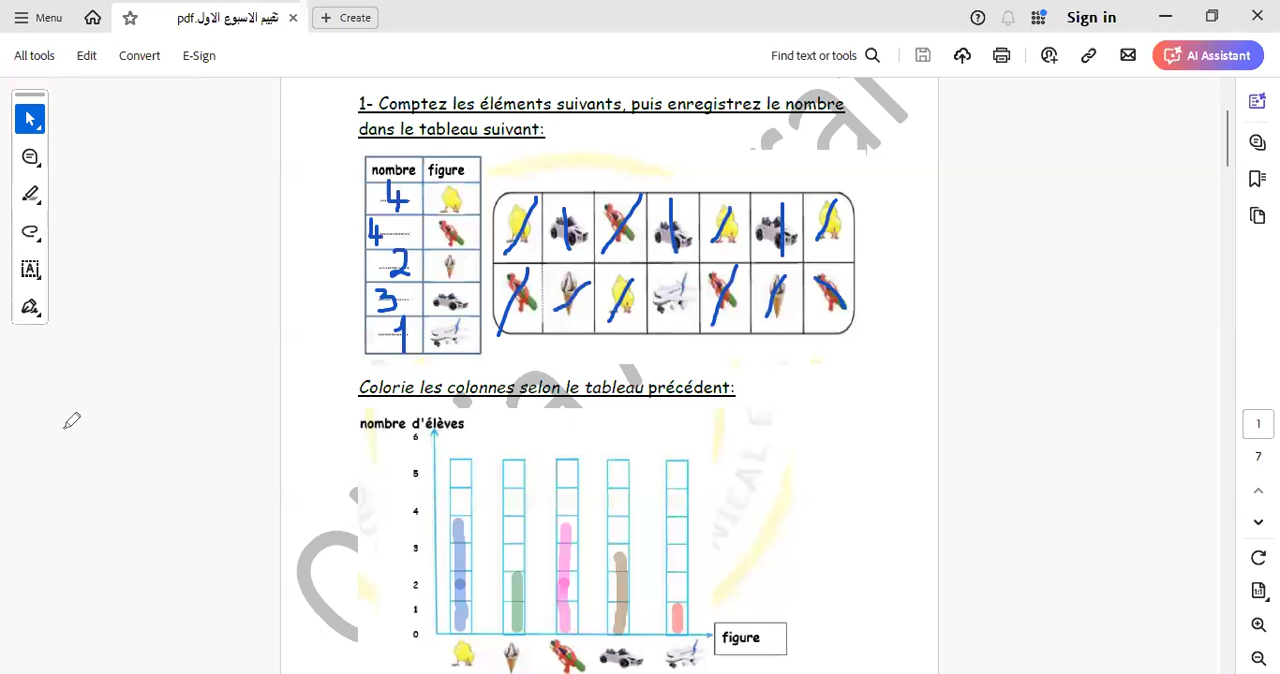 Menu
تقييم الاسبوع الاول.pdf
Create
Sign in
All tools
Edit
Convert
E-Sign
Find text or tools
AI Assistant
1- Comptez les éléments suivants, puis enregistrez le nombre
dans le tableau suivant:
nombre figure
4
4
2
3
1
Colorie les colonnes selon le tableau précédent:
nombre d'élèves
6
5
4
3
2
1
0
figure
1
7